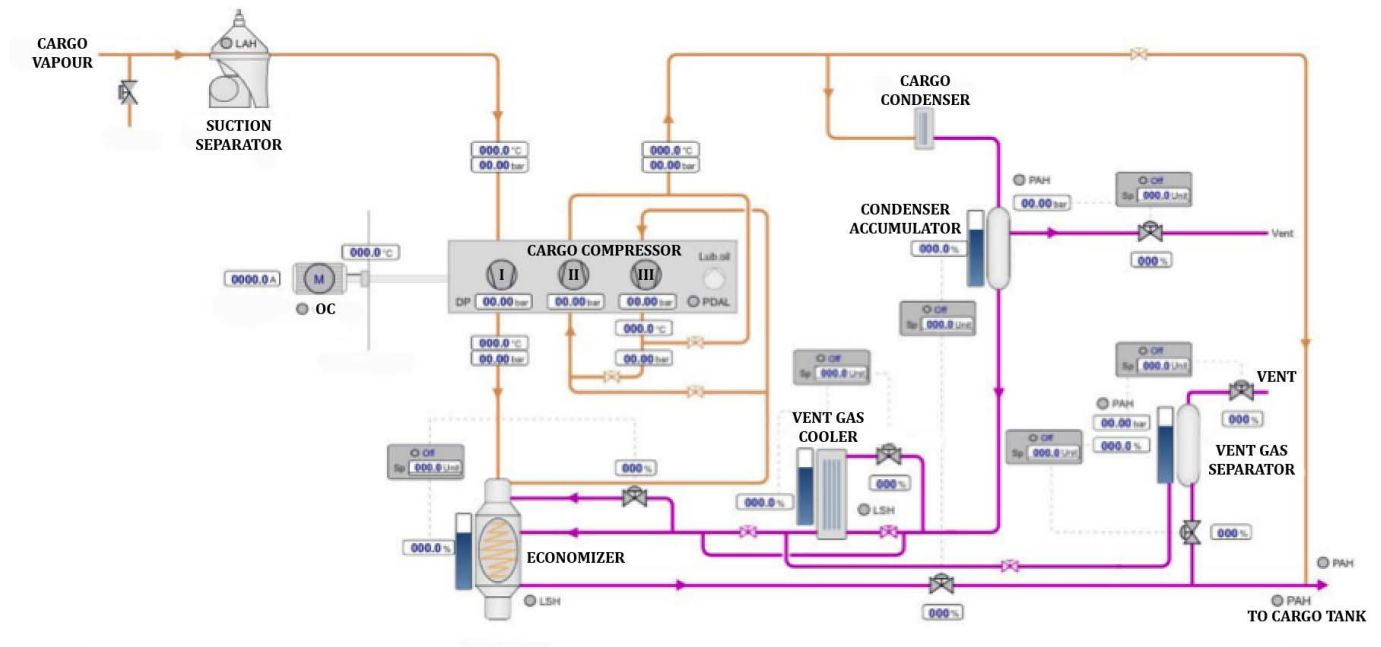 CARGO
VAPOUR
LAH
SUCTION
SEPARATOR
CARGO
CONDENSER
000.0 °C
00.00 bar
000.0 °C
00.00 bar
PAH
00.00 bar
Off
Sp 000.0 Unit
CONDENSER
ACCUMULATOR
000.0 %
Vent
000 %
0000.0 A
M
OC
000.0 °C
CARGO COMPRESSOR
I
II
III
Lub.oil
DP
00.00 bar
00.00 bar
00.00 bar
PDAL
000.0 °C
00.00 bar
000.0 °C
00.00 bar
Off
Sp 000.0 Unit
Off
Sp 000.0 Unit
Off
Sp 000.0 Unit
VENT
000 %
PAH
00.00 bar
000.0 %
Off
Sp 000.0 Unit
VENT GAS
SEPARATOR
VENT GAS
COOLER
000 %
000.0 %
LSH
Off
Sp 000.0 Unit
000 %
000.0 %
ECONOMIZER
LSH
000 %
000 %
PAH
PAH
TO CARGO TANK